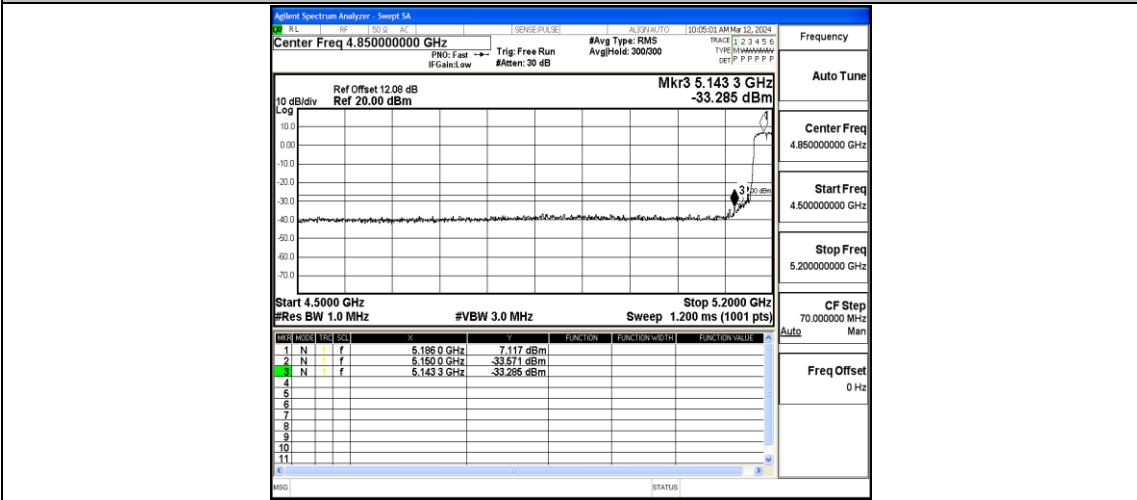 Agilent Spectrum Analyzer - Swept SA
RL RF 50 Ω AC SENSE:PULSE ALIGN AUTO 10:05:01 AM Mar 12, 2024
Center Freq 4.850000000 GHz
PNO: Fast
IFGain:Low
Trig: Free Run
#Atten: 30 dB
#Avg Type: RMS
Avg|Hold: 300/300
TRACE 1 2 3 4 5 6
TYPE M
DET P P P P P P
Ref Offset 12.08 dB
Ref 20.00 dBm
10 dB/div
Log
Mkr3 5.143 3 GHz
-33.285 dBm
10.0
0.00
-10.0
-20.0
-30.0
-40.0
-50.0
-60.0
-70.0
3
00 dBm
Start 4.5000 GHz
Stop 5.2000 GHz
#Res BW 1.0 MHz
#VBW 3.0 MHz
Sweep 1.200 ms (1001 pts)
MKR MODE TRC SCL X Y FUNCTION FUNCTION WIDTH FUNCTION VALUE
1 N 1 f 5.186 0 GHz 7.117 dBm
2 N 1 f 5.150 0 GHz -33.571 dBm
3 N 1 f 5.143 3 GHz -33.285 dBm
4
5
6
7
8
9
10
11
MSG
STATUS
Frequency
Auto Tune
Center Freq
4.850000000 GHz
Start Freq
4.500000000 GHz
Stop Freq
5.200000000 GHz
CF Step
70.000000 MHz
Auto Man
Freq Offset
0 Hz